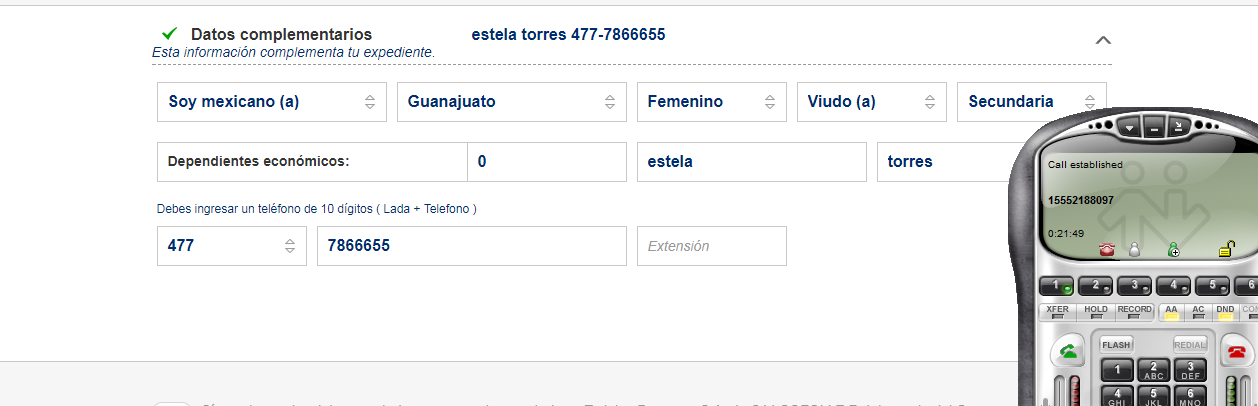 Datos complementarios estela torres 477-7866655
Esta información complementa tu expediente.
Soy mexicano (a) Guanajuato Femenino Viudo (a) Secundaria
Dependientes económicos: 0 estela torres
Debes ingresar un teléfono de 10 dígitos ( Lada + Telefono )
477 7866655 Extensión
Call established
15552188097
0:21:49
1 2 3 4 5 6
XFER HOLD RECORD AA AC DND
FLASH REDIAL
1 2 ABC 3 DEF
4 GHI 5 JKL 6 MNO